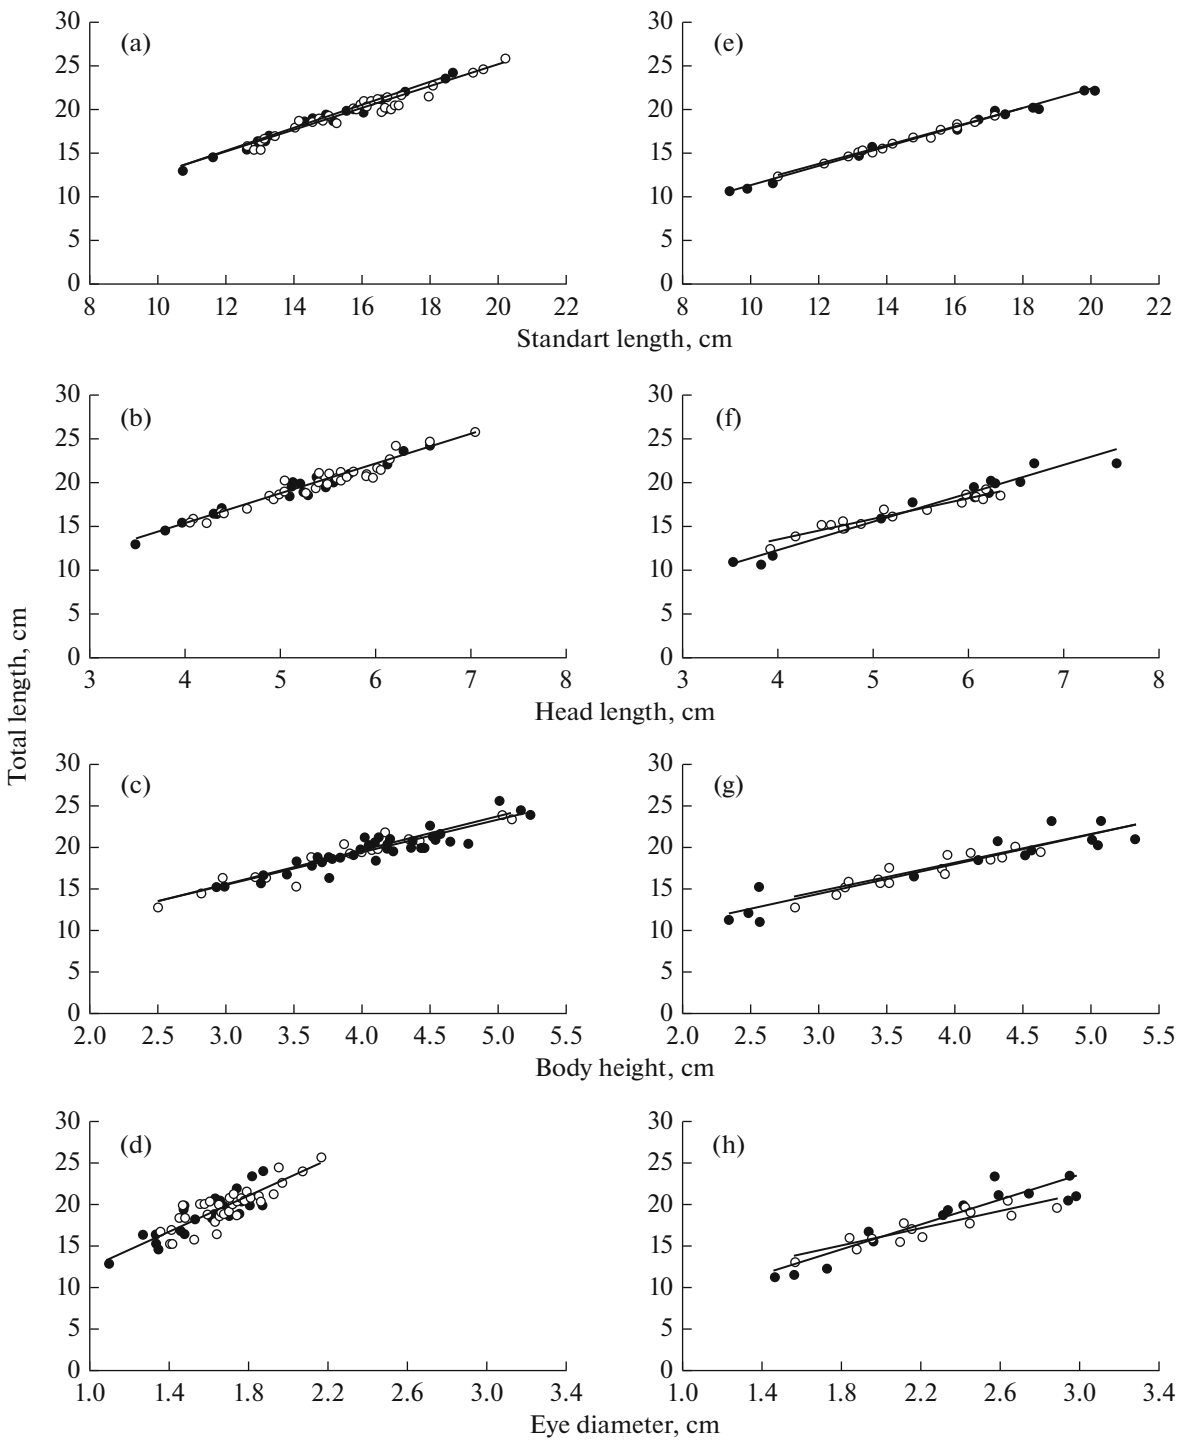 30
25
20
15
10
5
0
(a)
8 10 12 14 16 18 20 22
30
25
20
15
10
5
0
(e)
8 10 12 14 16 18 20 22
Standart length, cm
30
25
20
15
10
5
0
(b)
3 4 5 6 7 8
30
25
20
15
10
5
0
(f)
3 4 5 6 7 8
Head length, cm
Total length, cm
30
25
20
15
10
5
0
(c)
2.0 2.5 3.0 3.5 4.0 4.5 5.0 5.5
30
25
20
15
10
5
0
(g)
2.0 2.5 3.0 3.5 4.0 4.5 5.0 5.5
Body height, cm
30
25
20
15
10
5
0
(d)
1.0 1.4 1.8 2.2 2.6 3.0 3.4
30
25
20
15
10
5
0
(h)
1.0 1.4 1.8 2.2 2.6 3.0 3.4
Eye diameter, cm